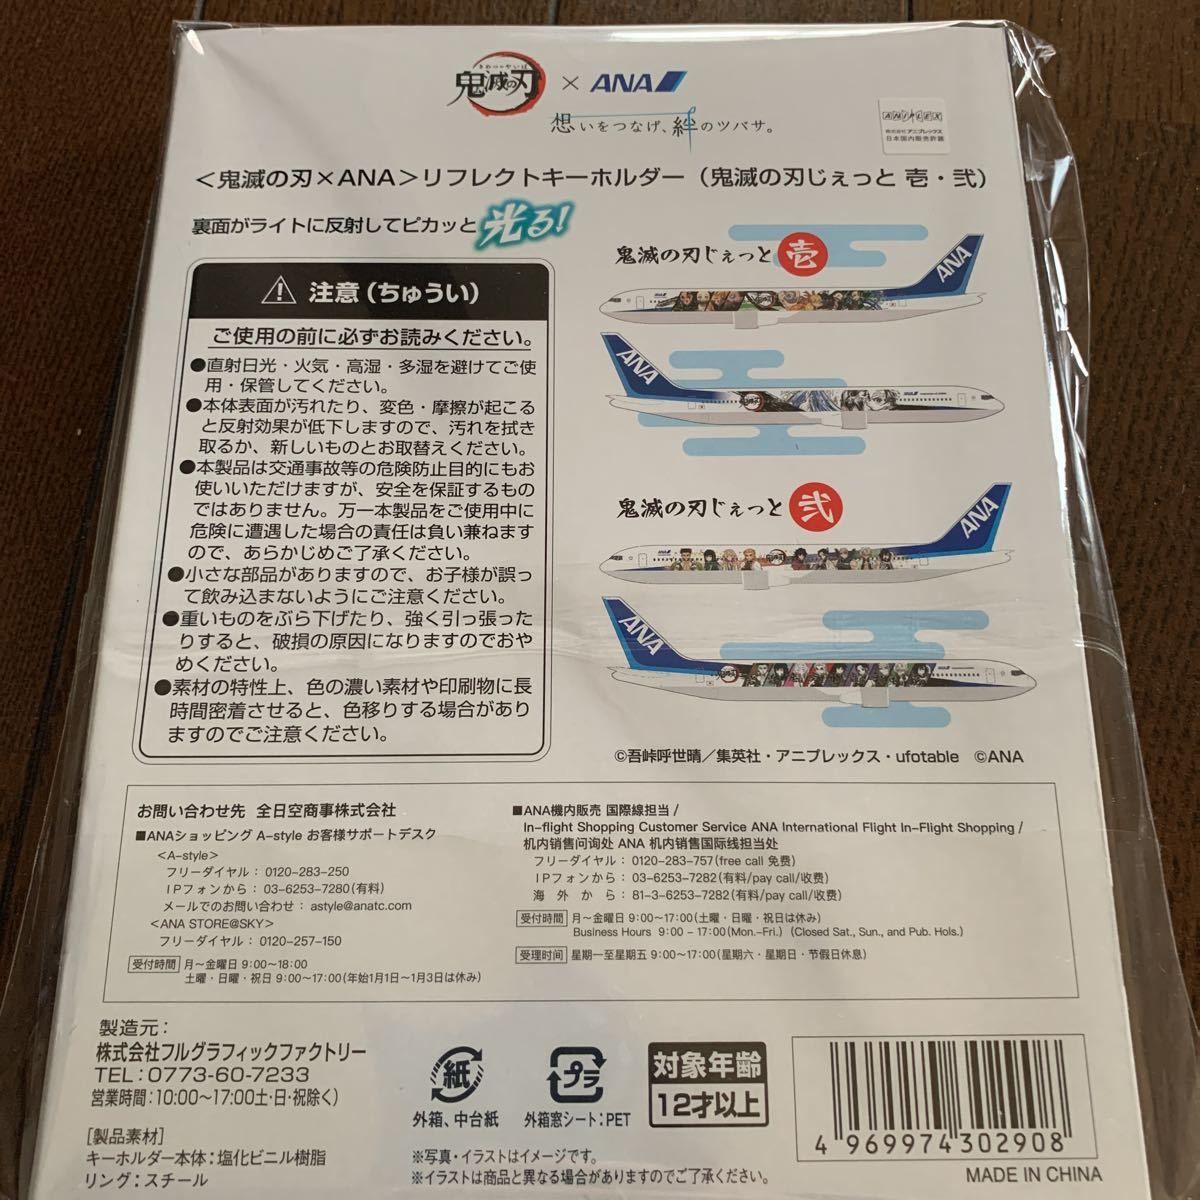 きめつのやいば
鬼滅の刃 × ANA
想いをつなげ、絆のツバサ。
ANIPLEX
株式会社アニプレックス
日本国内販売許諾
＜鬼滅の刃×ANA＞リフレクトキーホルダー（鬼滅の刃じぇっと 壱・弐）
裏面がライトに反射してピカッと光る!
注意（ちゅうい）
ご使用の前に必ずお読みください。
●直射日光・火気・高湿・多湿を避けてご使
用・保管してください。
●本体表面が汚れたり、変色・摩擦が起こる
と反射効果が低下しますので、汚れを拭き
取るか、新しいものとお取替えください。
●本製品は交通事故等の危険防止目的にもお
使いいただけますが、安全を保証するもの
ではありません。万一本製品をご使用中に
危険に遭遇した場合の責任は負い兼ねます
ので、あらかじめご了承ください。
●小さな部品がありますので、お子様が誤っ
て飲み込まないようにご注意ください。
●重いものをぶら下げたり、強く引っ張った
りすると、破損の原因になりますのでおや
めください。
●素材の特性上、色の濃い素材や印刷物に長
時間密着させると、色移りする場合があり
ますのでご注意ください。
鬼滅の刃じぇっと 壱
ANA
ANA
鬼滅の刃じぇっと 弐
ANA
ANA
©吾峠呼世晴／集英社・アニプレックス・ufotable ©ANA
お問い合わせ先 全日空商事株式会社
■ANAショッピング A-style お客様サポートデスク
＜A-style＞
フリーダイヤル： 0120-283-250
IPフォンから： 03-6253-7280(有料)
メールでのお問い合わせ： astyle@anatc.com
＜ANA STORE@SKY＞
フリーダイヤル： 0120-257-150
受付時間 月～金曜日 9:00～18:00
土曜・日曜・祝日 9:00～17:00(年始1月1日～1月3日は休み)
■ANA機内販売 国際線担当 /
In-flight Shopping Customer Service ANA International Flight In-Flight Shopping /
机内销售问询处 ANA 机内销售国际线担当处
フリーダイヤル： 0120-283-757(free call 免费)
IPフォンから： 03-6253-7282(有料/pay call/收费)
海 外 か ら： 81-3-6253-7282(有料/pay call/收费)
受付時間 月～金曜日 9:00～17:00(土曜・日曜・祝日は休み)
Business Hours 9:00 - 17:00(Mon.-Fri.) (Closed Sat., Sun., and Pub. Hols.)
受理时间 星期一至星期五 9:00～17:00(星期六・星期日・节假日休息)
製造元：
株式会社フルグラフィックファクトリー
TEL：0773-60-7233
営業時間：10:00～17:00土・日・祝除く)
[製品素材]
キーホルダー本体：塩化ビニル樹脂
リング：スチール
紙
外箱、中台紙
プラ
外箱窓シート：PET
対象年齢
12才以上
※写真・イラストはイメージです。
※イラストは商品と異なる場合がありますのでご了承ください。
4 969974 302908
MADE IN CHINA